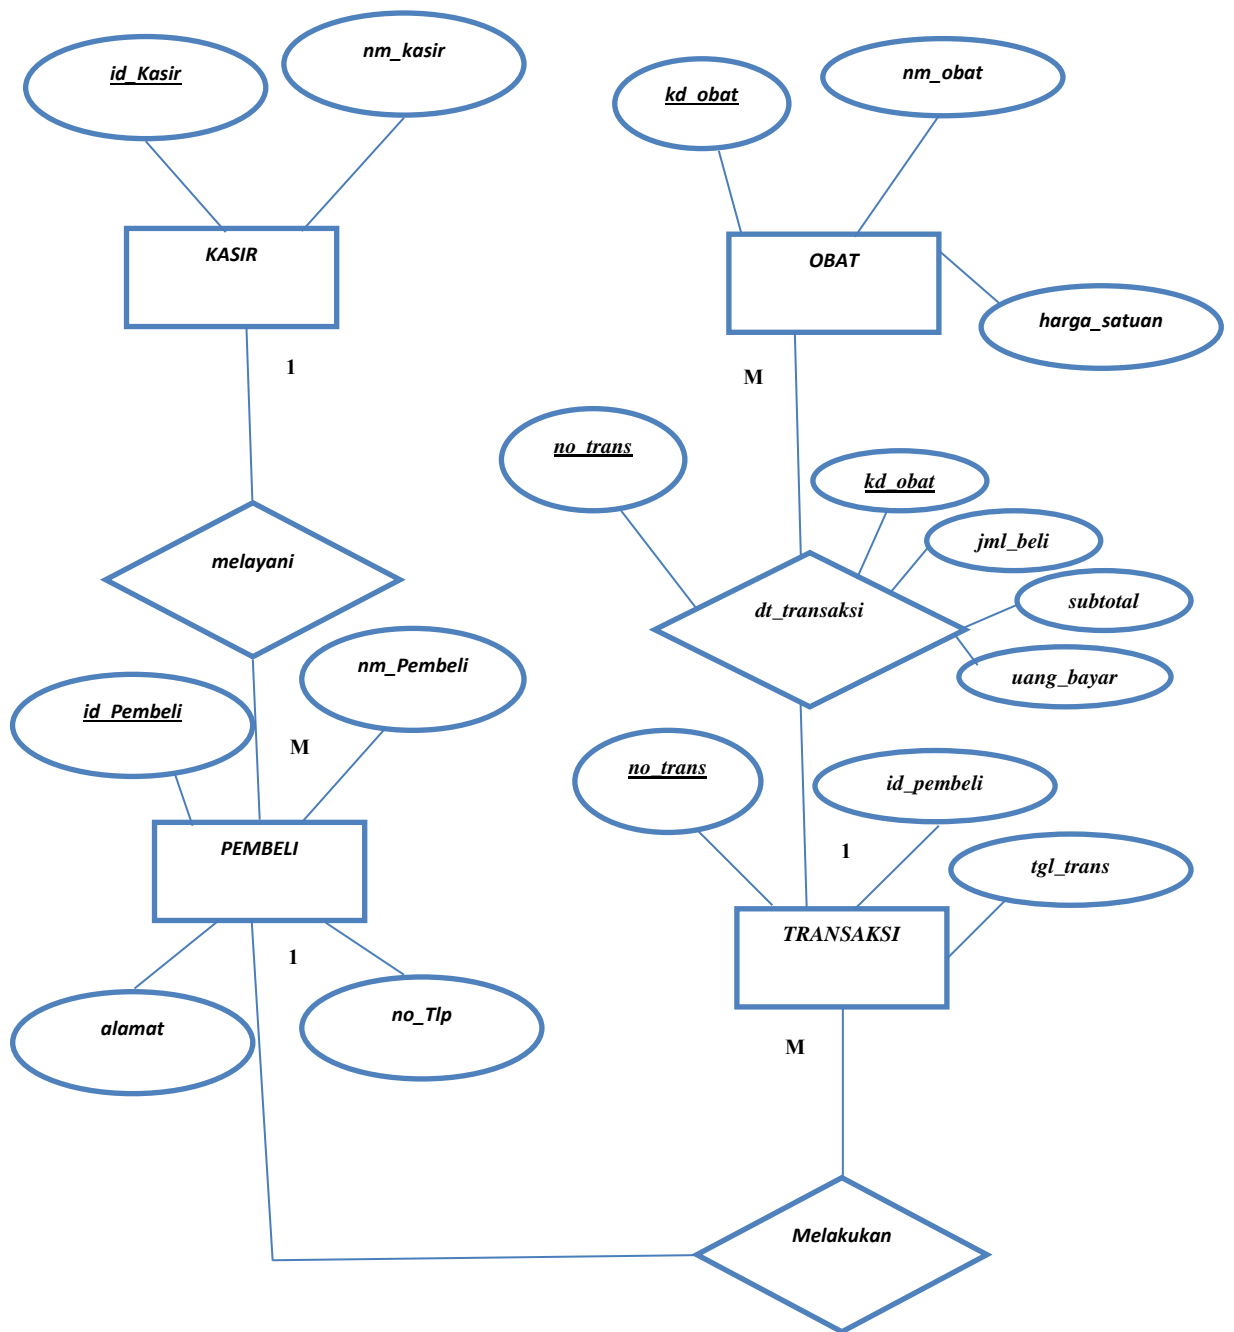 id_Kasir
nm_kasir
KASIR
1
melayani
M
id_Pembeli
nm_Pembeli
PEMBELI
1
alamat
no_Tlp
kd_obat
nm_obat
OBAT
harga_satuan
M
no_trans
kd_obat
jml_beli
subtotal
uang_bayar
dt_transaksi
1
no_trans
id_pembeli
tgl_trans
TRANSAKSI
M
Melakukan